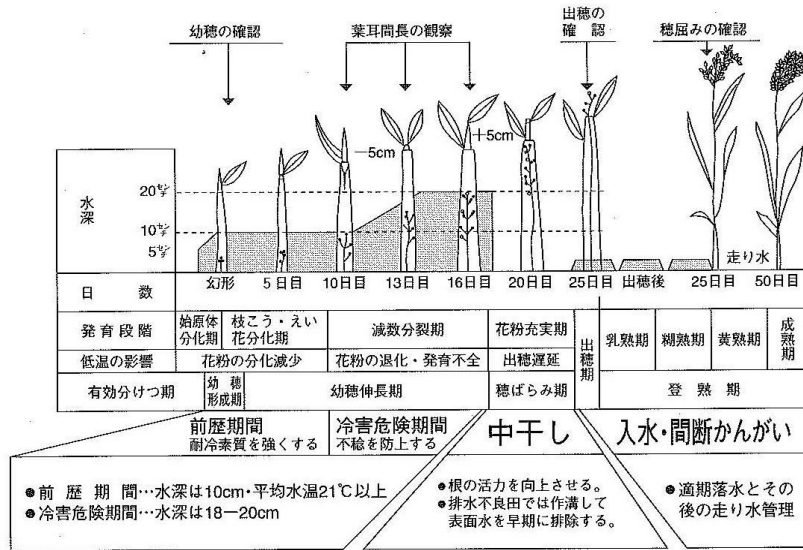 幼穂の確認
葉耳間長の観察
出穂の
確 認
穂屈みの確認
−5cm
+5cm
水深
20㌢
10㌢
5㌢
走り水
日 数
幻形
5日目
10日目
13日目
16日目
20日目
25日目
出穂後
25日目
50日目
発育段階
始原体
分化期
枝こう・えい
花分化期
減数分裂期
花粉充実期
出穂期
乳熟期
糊熟期
黄熟期
成熟期
低温の影響
花粉の分化減少
花粉の退化・発育不全
出穂遅延
有効分けつ期
幼 穂
形成期
幼穂伸長期
穂ばらみ期
登 熟 期
前歴期間
耐冷素質を強くする
冷害危険期間
不稔を防上する
中干し
入水・間断かんがい
●前 歴 期 間…水深は10cm・平均水温21℃以上
●冷害危険期間…水深は18―20cm
●根の活力を向上させる。
●排水不良田では作溝して
表面水を早期に排除する。
●適期落水とその
後の走り水管理